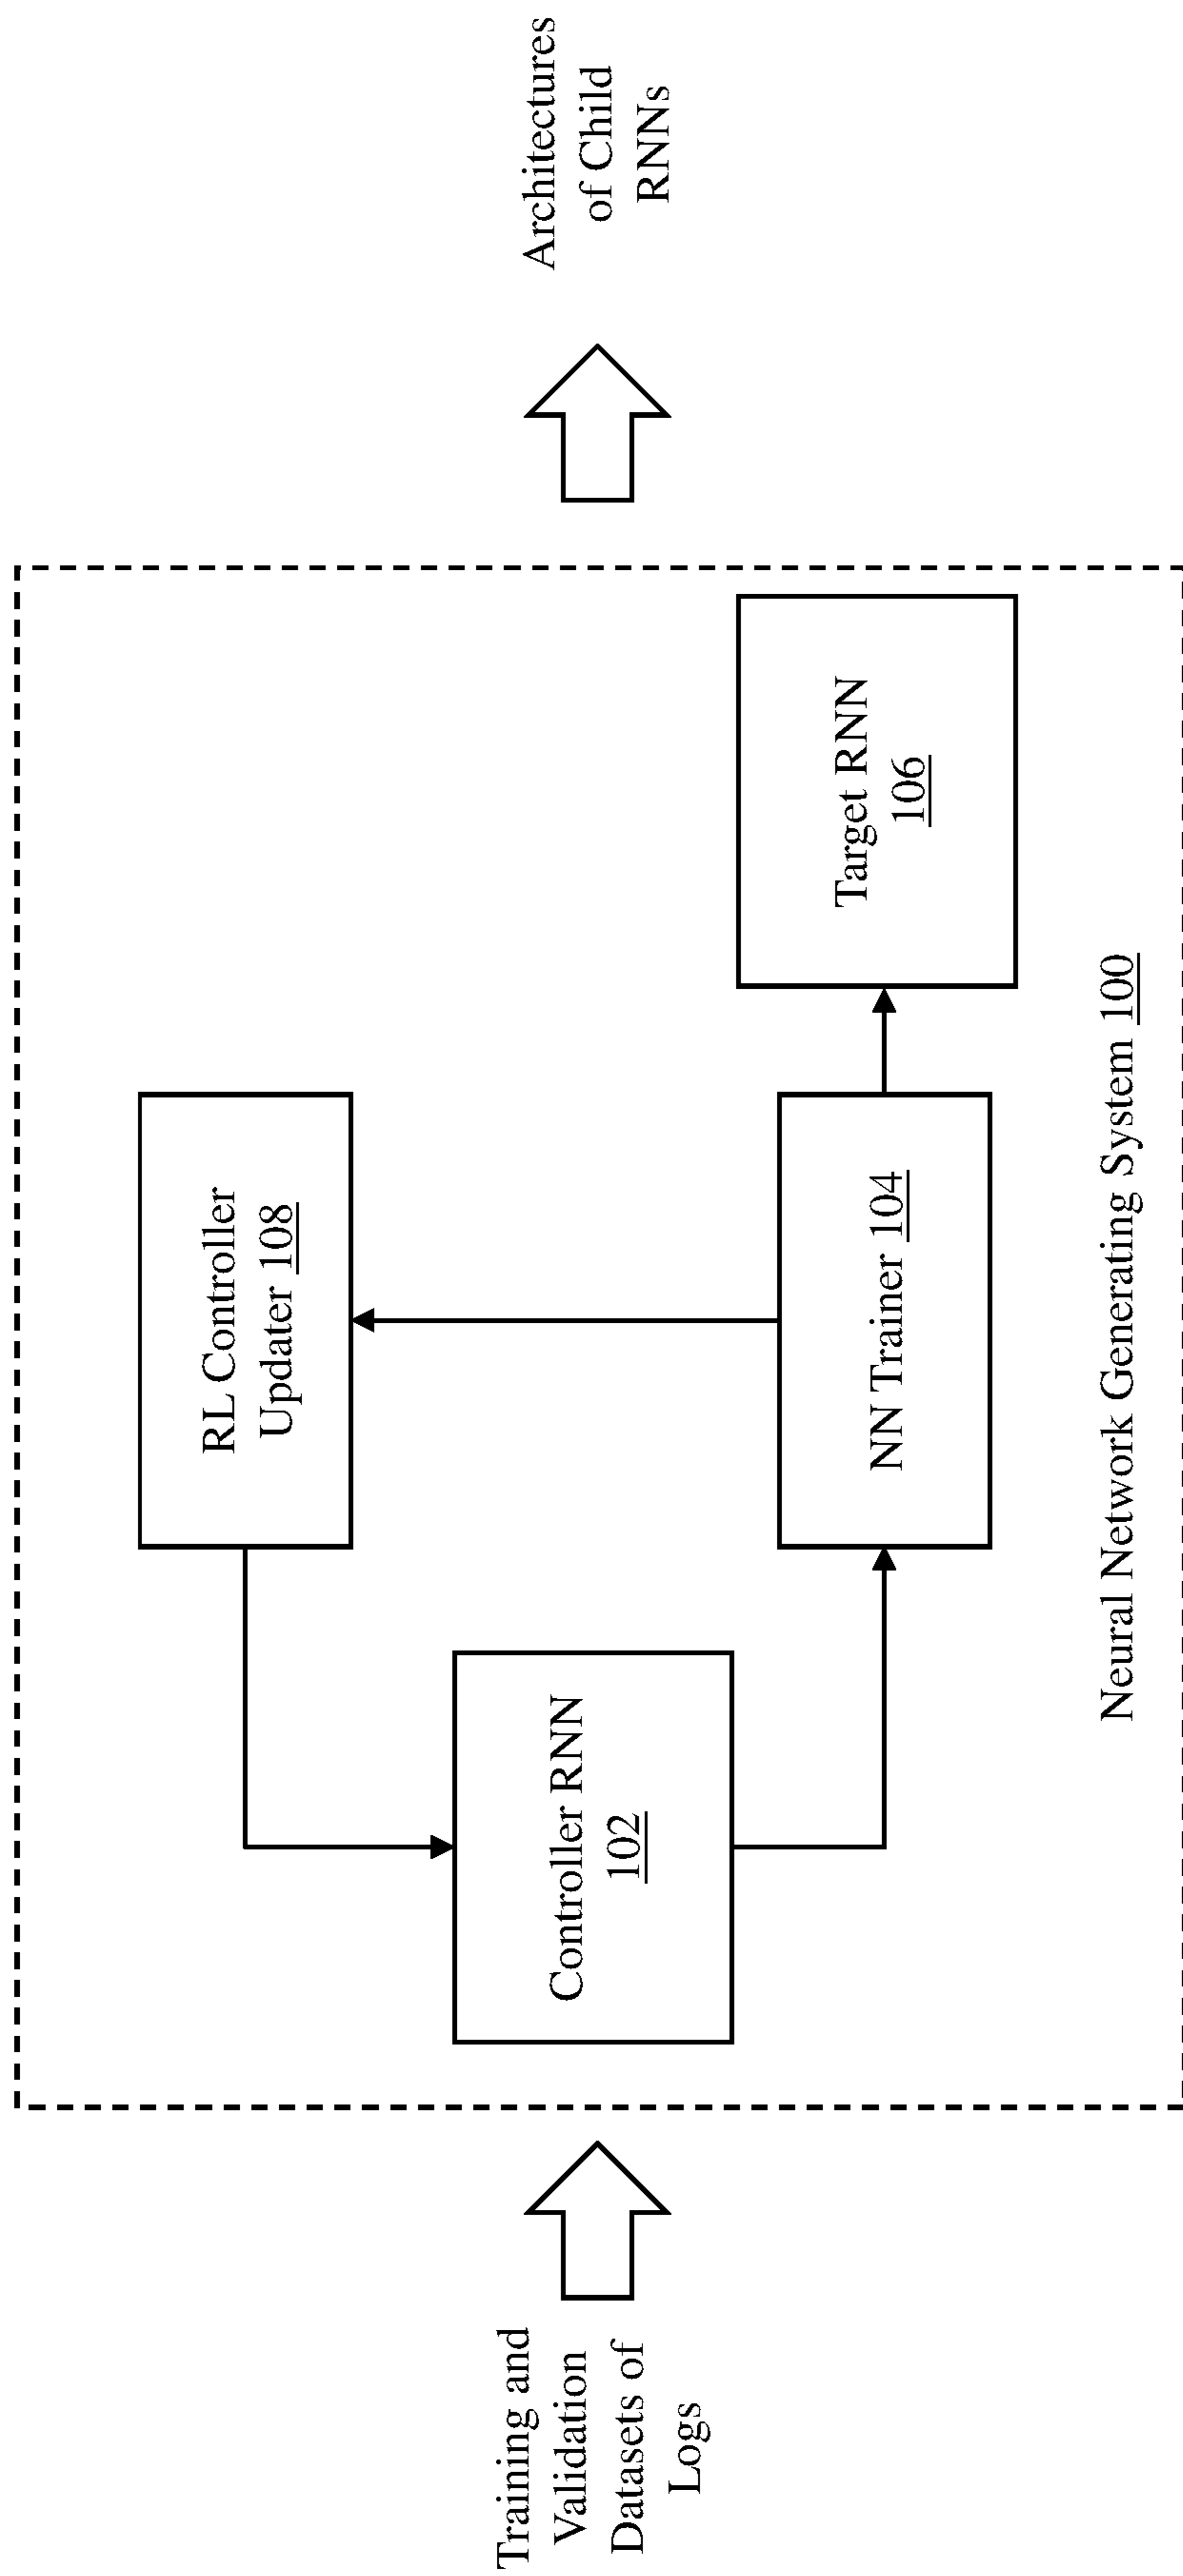 Training and
Validation
Datasets of
Logs
Controller RNN
102
RL Controller
Updater 108
NN Trainer 104
Target RNN
106
Neural Network Generating System 100
Architectures
of Child
RNNs